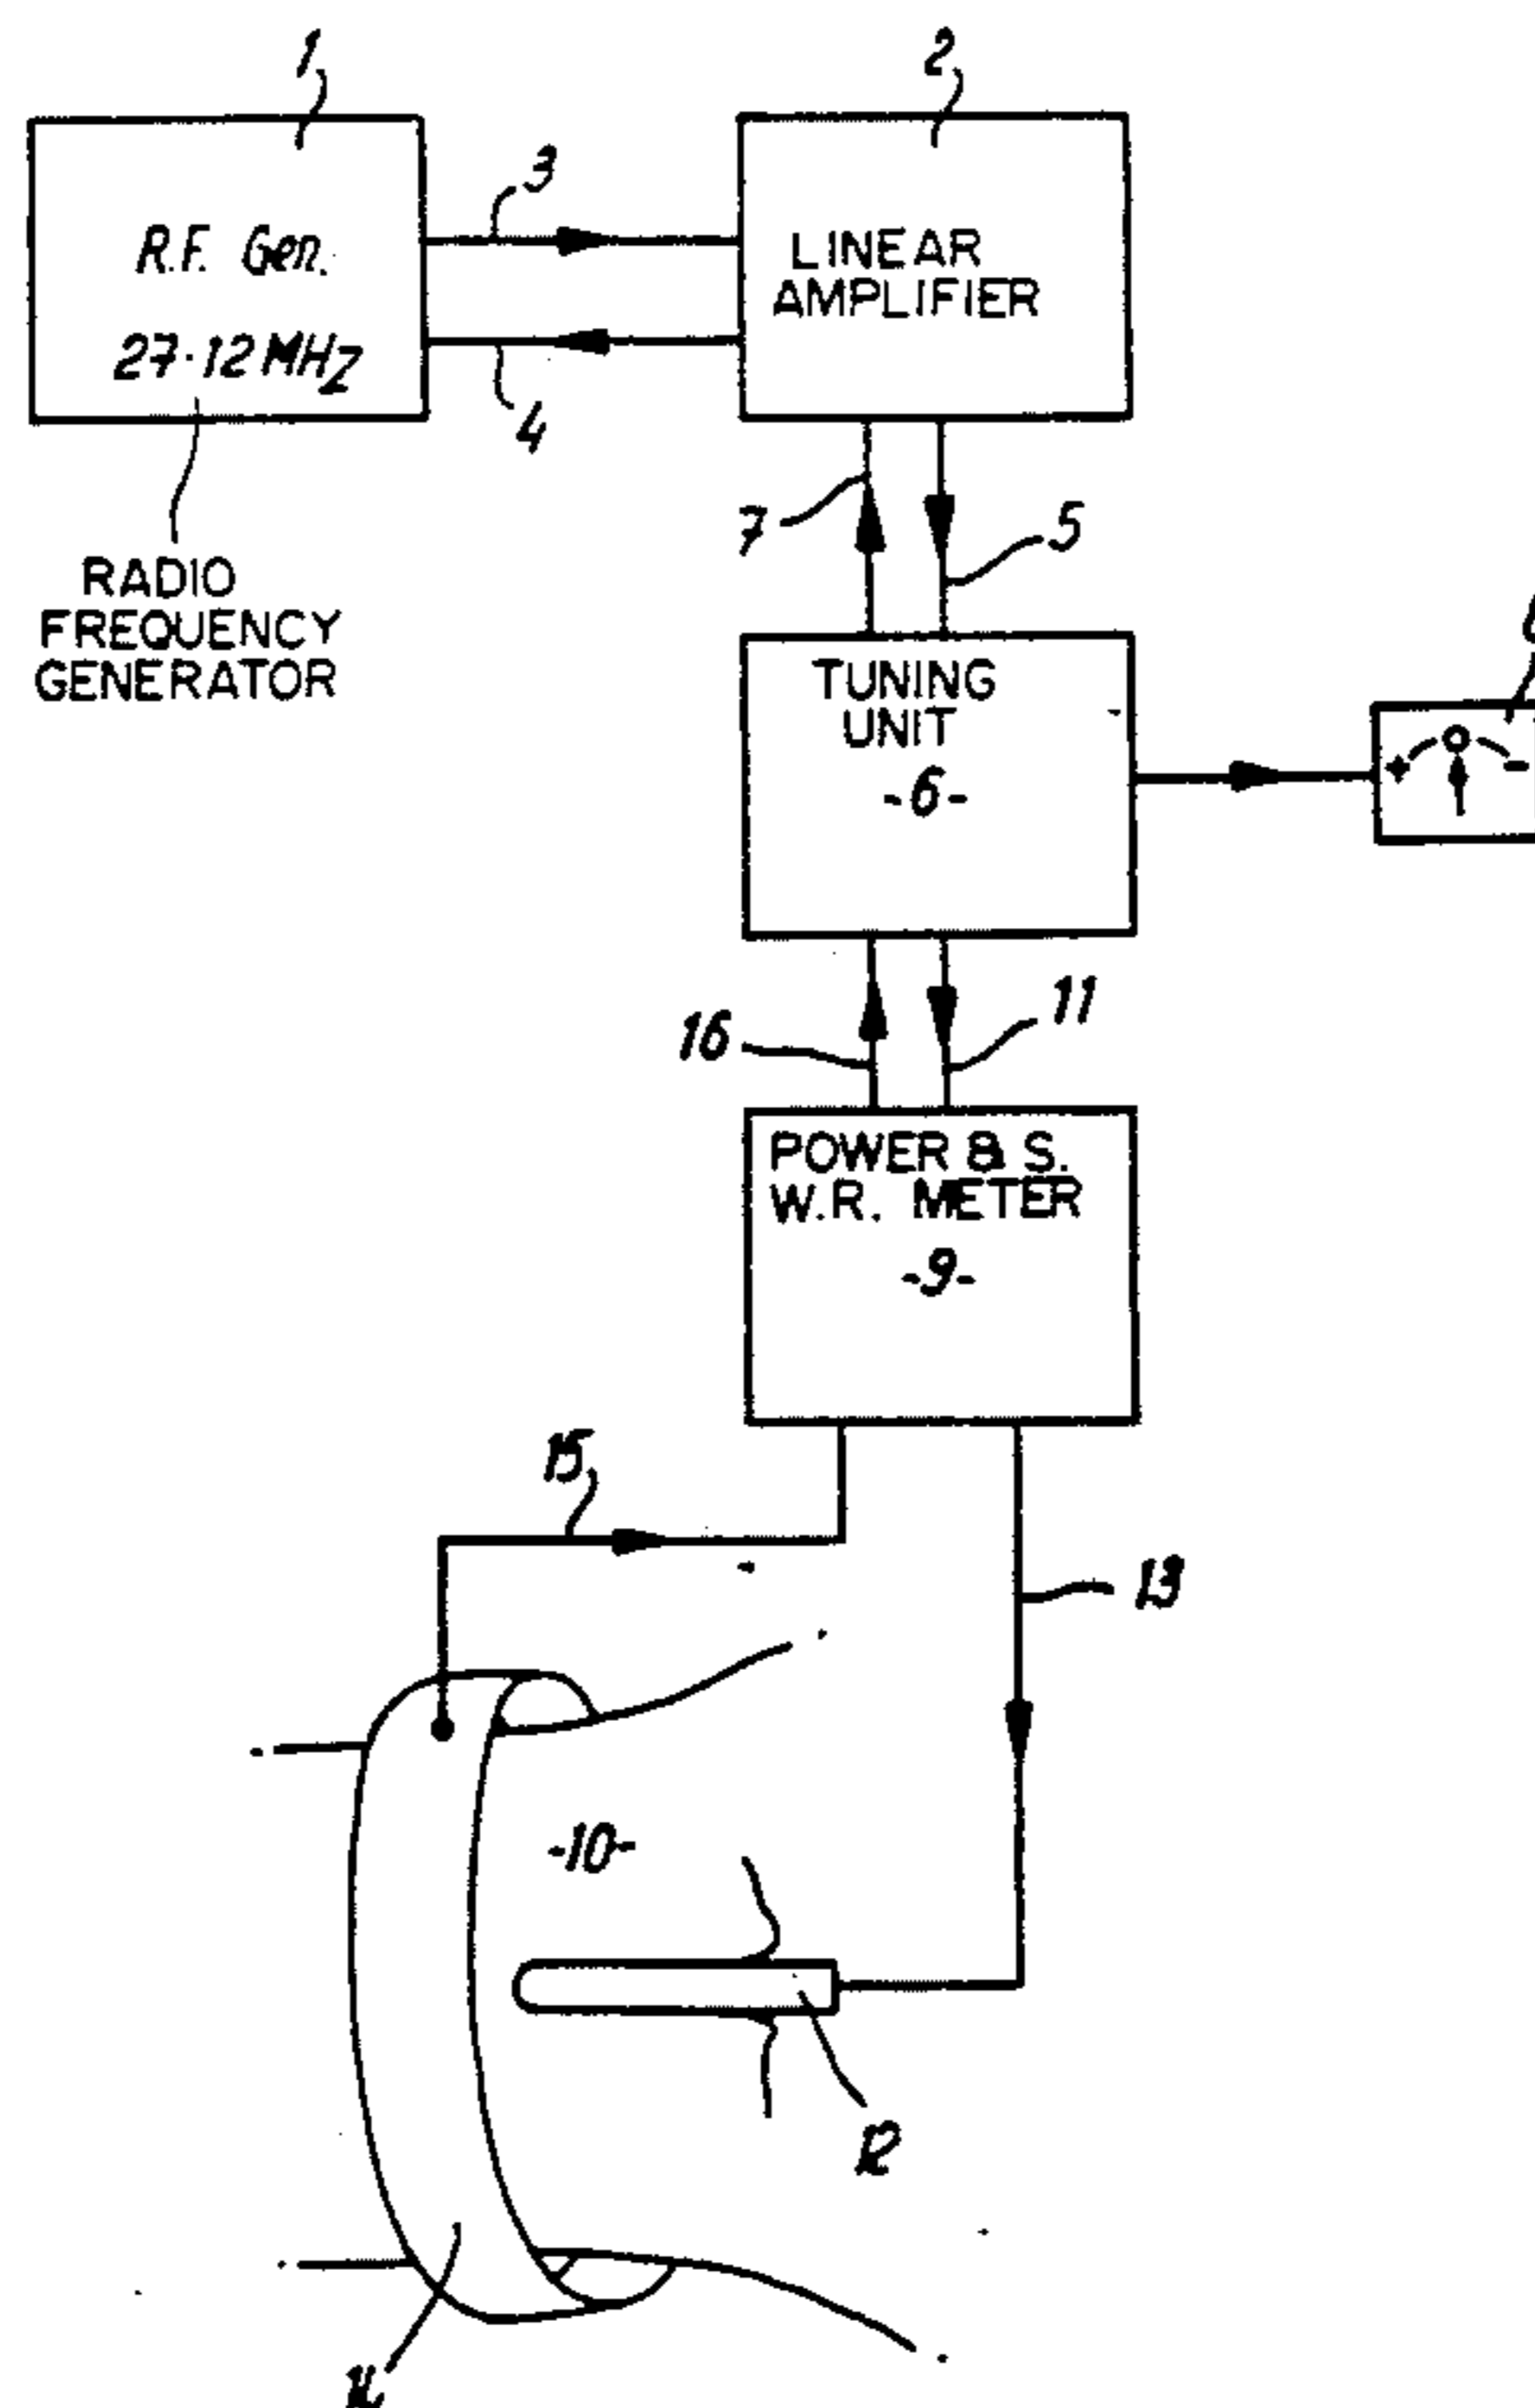 1
2
3
R.F. Gen.
27·12 MHZ
LINEAR
AMPLIFIER
4
7
5
RADIO
FREQUENCY
GENERATOR
TUNING
UNIT
-6-
+ O -
16
11
POWER & S.
W.R. METER
-9-
15
13
-10-
12
14